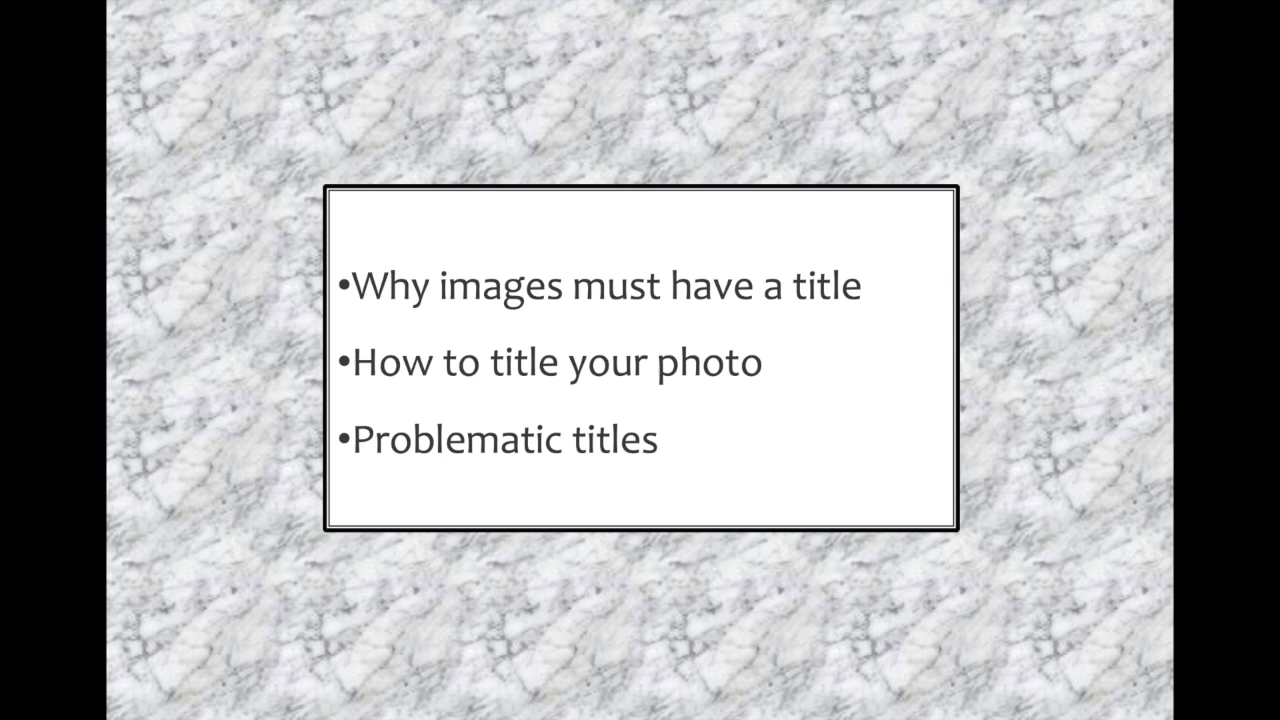 •Why images must have a title
•How to title your photo
•Problematic titles